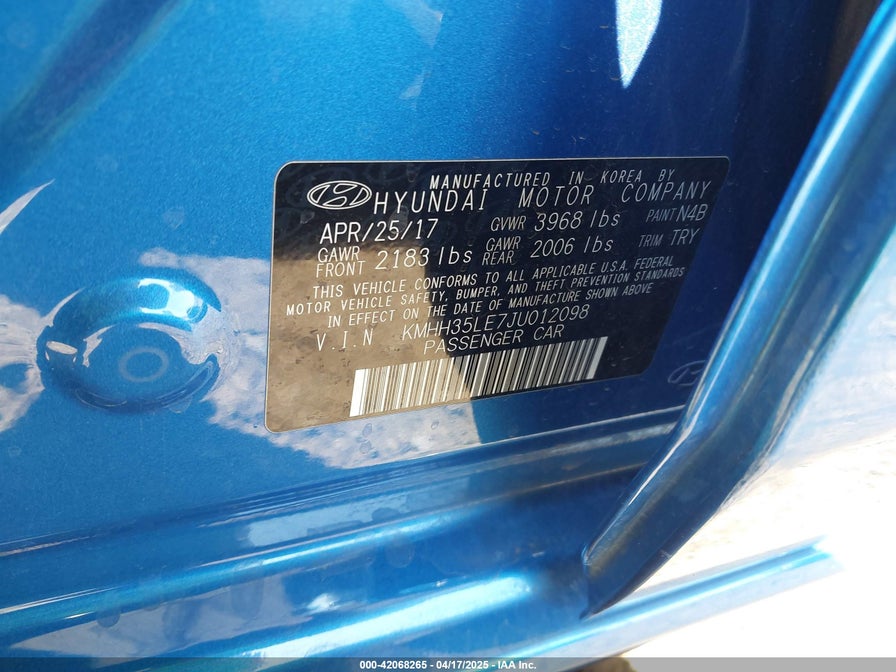 MANUFACTURED IN KOREA BY
HYUNDAI MOTOR COMPANY
APR/25/17 GVWR 3968 lbs PAINT N4B
GAWR FRONT 2183 lbs GAWR REAR 2006 lbs TRIM TRY
THIS VEHICLE CONFORMS TO ALL APPLICABLE U.S.A. FEDERAL
MOTOR VEHICLE SAFETY, BUMPER, AND THEFT PREVENTION STANDARDS
IN EFFECT ON THE DATE OF MANUFACTURE SHOWN ABOVE
V.I.N KMHH35LE7JU012098
PASSENGER CAR
000-42068265 - 04/17/2025 - IAA Inc.